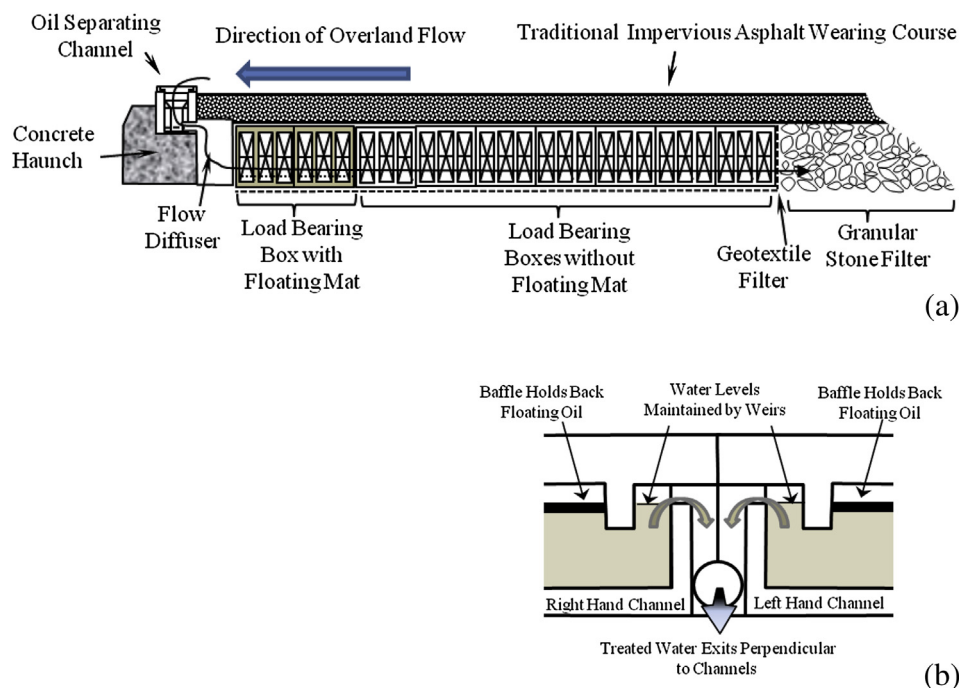 (a)
Oil Separating
Channel
Direction of Overland Flow
Traditional Impervious Asphalt Wearing Course
Concrete
Haunch
Flow
Diffuser
Load Bearing
Box with
Floating Mat
Load Bearing
Boxes without
Floating Mat
Geotextile
Filter
Granular
Stone Filter
Baffle Holds Back
Floating Oil
Water Levels
Maintained by Weirs
Baffle Holds Back
Floating Oil
Right Hand Channel
Left Hand Channel
Treated Water Exits Perpendicular
to Channels
(b)